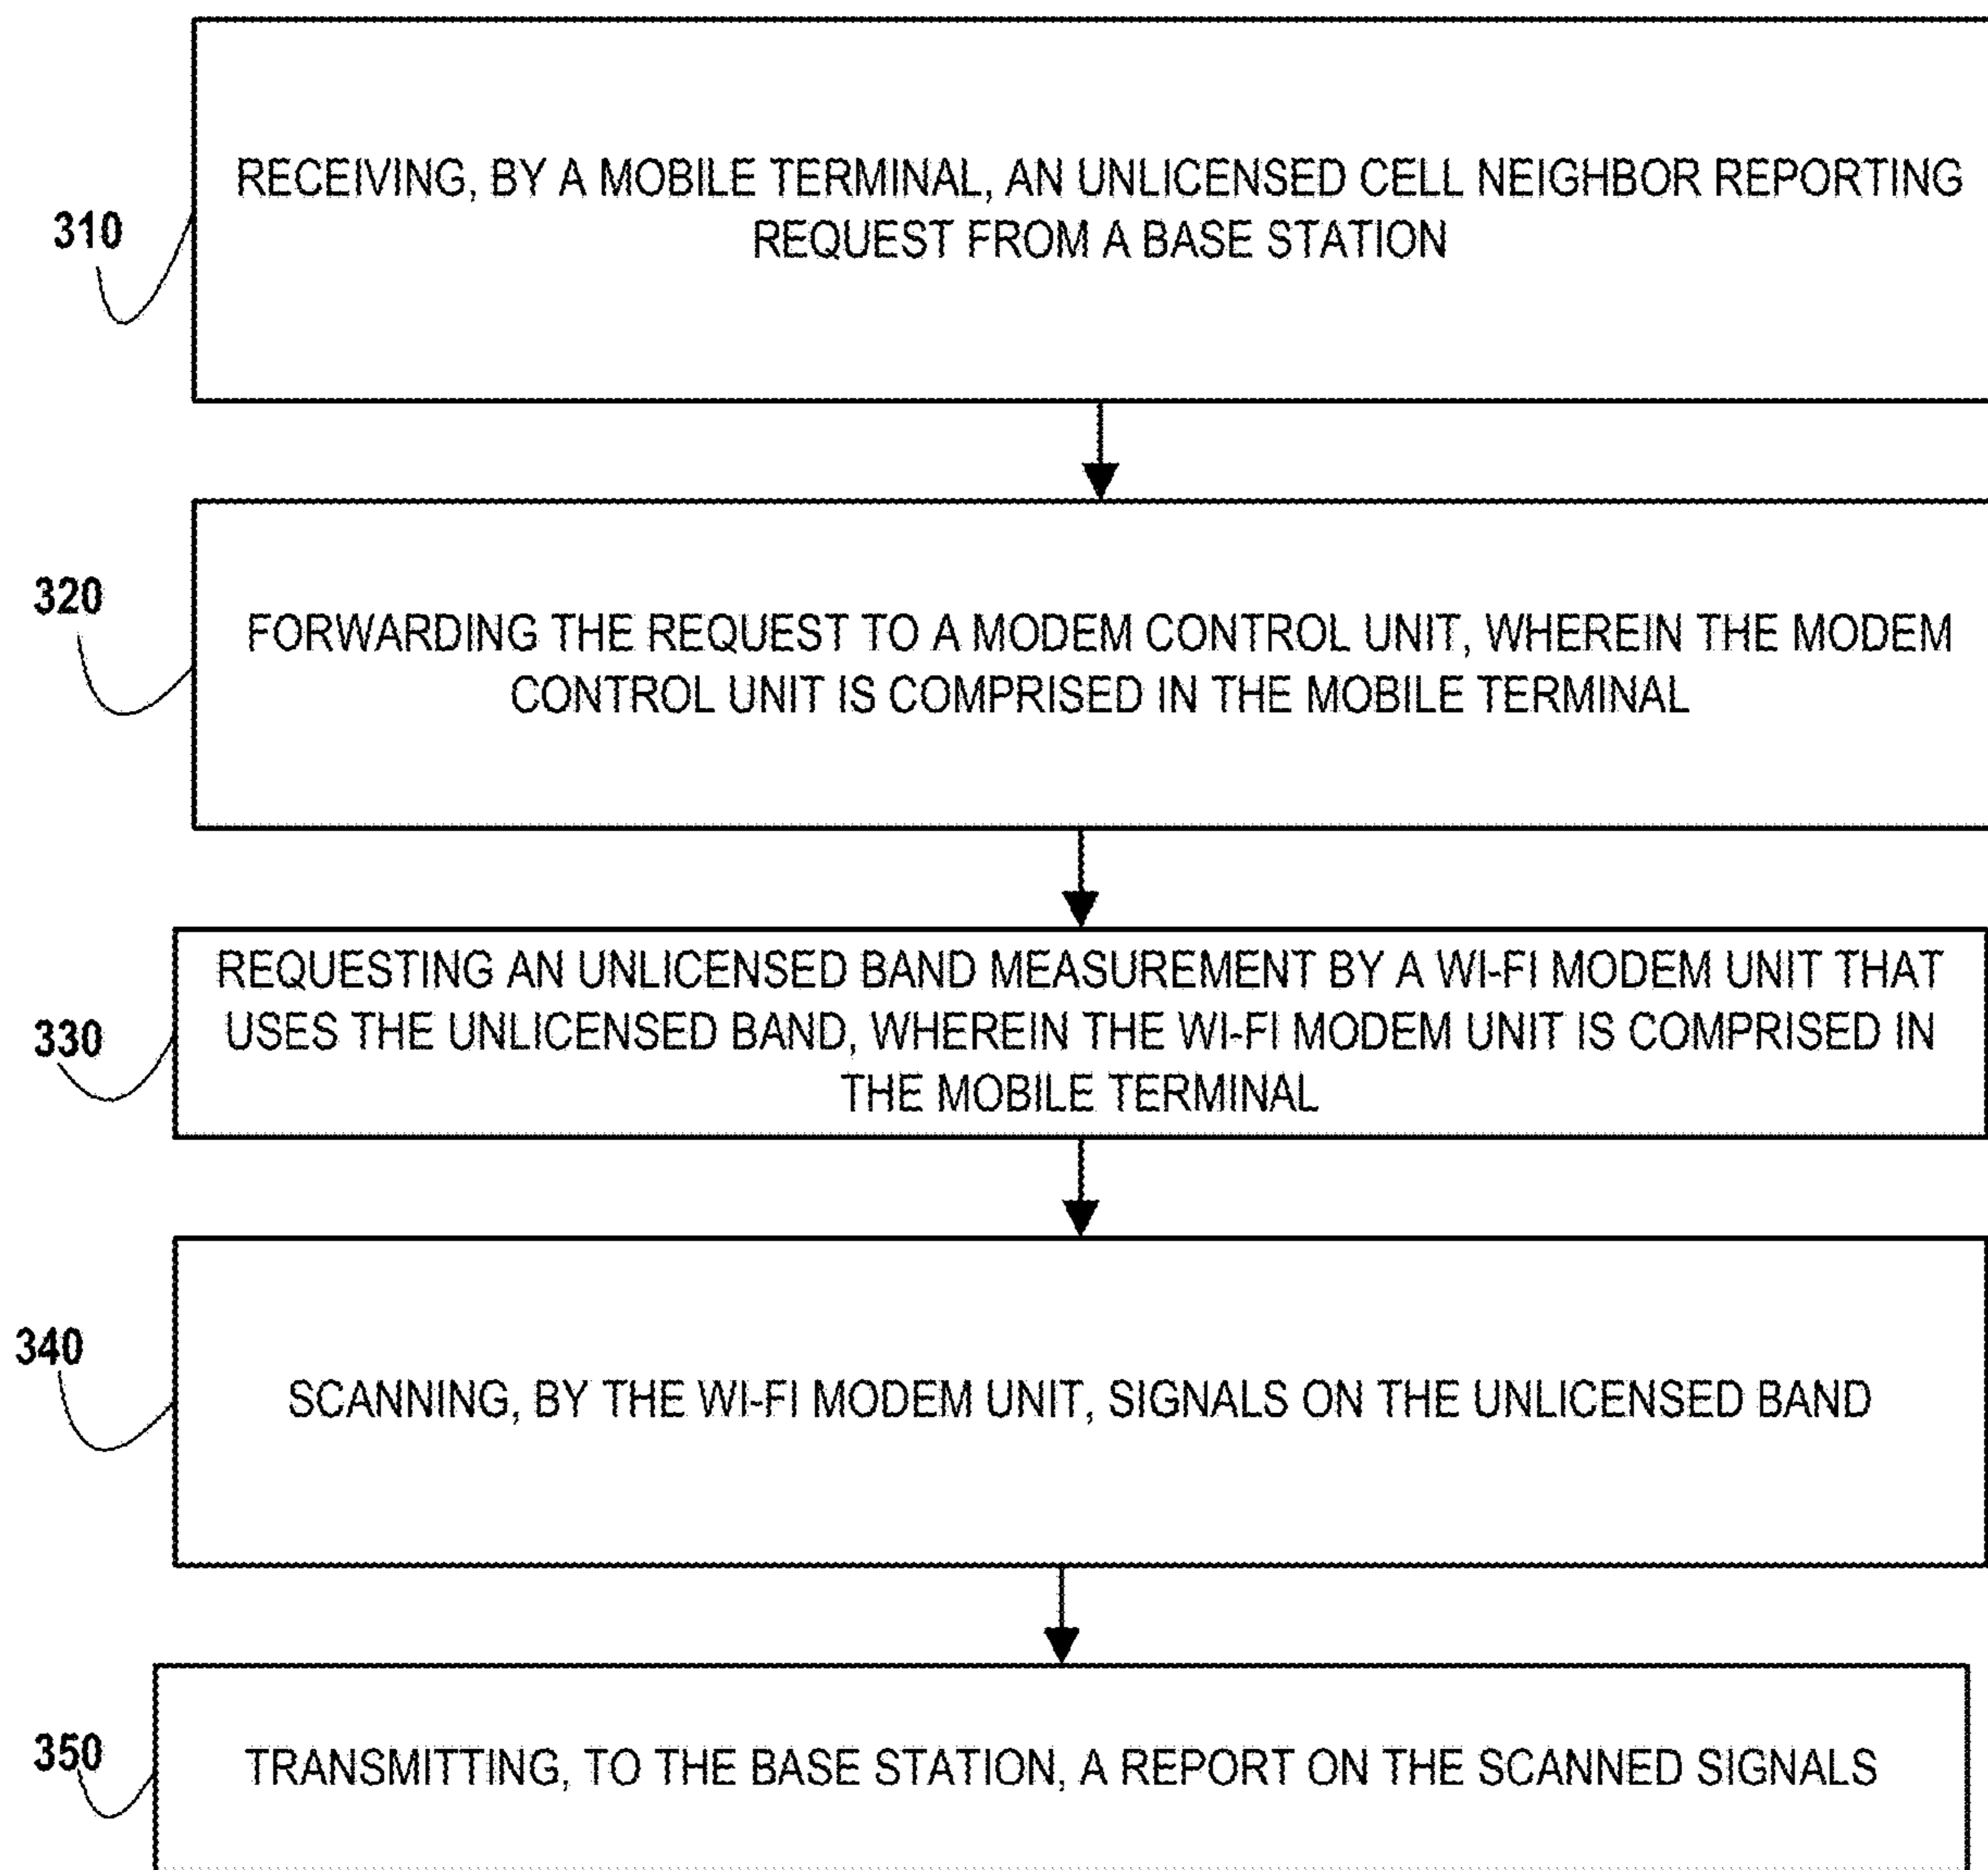 310
RECEIVING, BY A MOBILE TERMINAL, AN UNLICENSED CELL NEIGHBOR REPORTING
REQUEST FROM A BASE STATION
320
FORWARDING THE REQUEST TO A MODEM CONTROL UNIT, WHEREIN THE MODEM
CONTROL UNIT IS COMPRISED IN THE MOBILE TERMINAL
330
REQUESTING AN UNLICENSED BAND MEASUREMENT BY A WI-FI MODEM UNIT THAT
USES THE UNLICENSED BAND, WHEREIN THE WI-FI MODEM UNIT IS COMPRISED IN
THE MOBILE TERMINAL
340
SCANNING, BY THE WI-FI MODEM UNIT, SIGNALS ON THE UNLICENSED BAND
350
TRANSMITTING, TO THE BASE STATION, A REPORT ON THE SCANNED SIGNALS